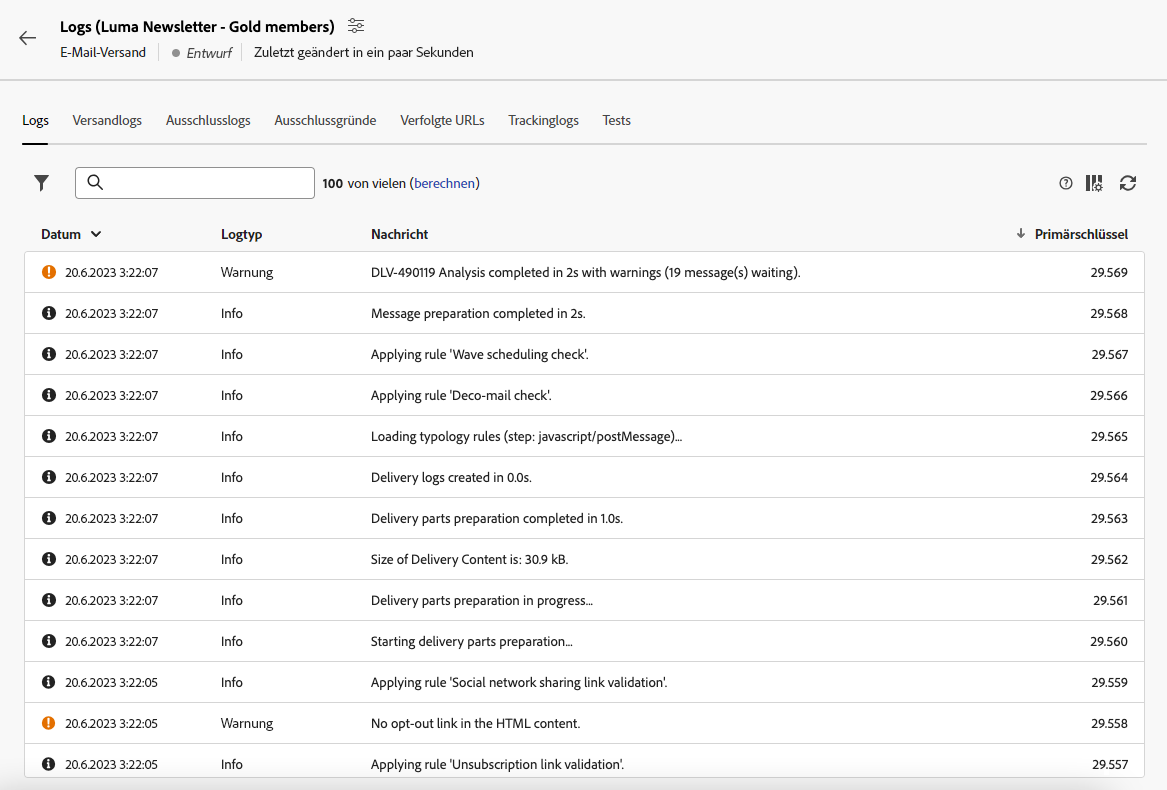 Logs (Luma Newsletter - Gold members)
E-Mail-Versand Entwurf Zuletzt geändert in ein paar Sekunden
Logs Versandlogs Ausschlusslogs Ausschlussgründe Verfolgte URLs Trackinglogs Tests
100 von vielen (berechnen)
Datum Logtyp Nachricht Primärschlüssel
20.6.2023 3:22:07 Warnung DLV-490119 Analysis completed in 2s with warnings (19 message(s) waiting). 29.569
20.6.2023 3:22:07 Info Message preparation completed in 2s. 29.568
20.6.2023 3:22:07 Info Applying rule 'Wave scheduling check'. 29.567
20.6.2023 3:22:07 Info Applying rule 'Deco-mail check'. 29.566
20.6.2023 3:22:07 Info Loading typology rules (step: javascript/postMessage)... 29.565
20.6.2023 3:22:07 Info Delivery logs created in 0.0s. 29.564
20.6.2023 3:22:07 Info Delivery parts preparation completed in 1.0s. 29.563
20.6.2023 3:22:07 Info Size of Delivery Content is: 30.9 kB. 29.562
20.6.2023 3:22:07 Info Delivery parts preparation in progress... 29.561
20.6.2023 3:22:07 Info Starting delivery parts preparation... 29.560
20.6.2023 3:22:05 Info Applying rule 'Social network sharing link validation'. 29.559
20.6.2023 3:22:05 Warnung No opt-out link in the HTML content. 29.558
20.6.2023 3:22:05 Info Applying rule 'Unsubscription link validation'. 29.557